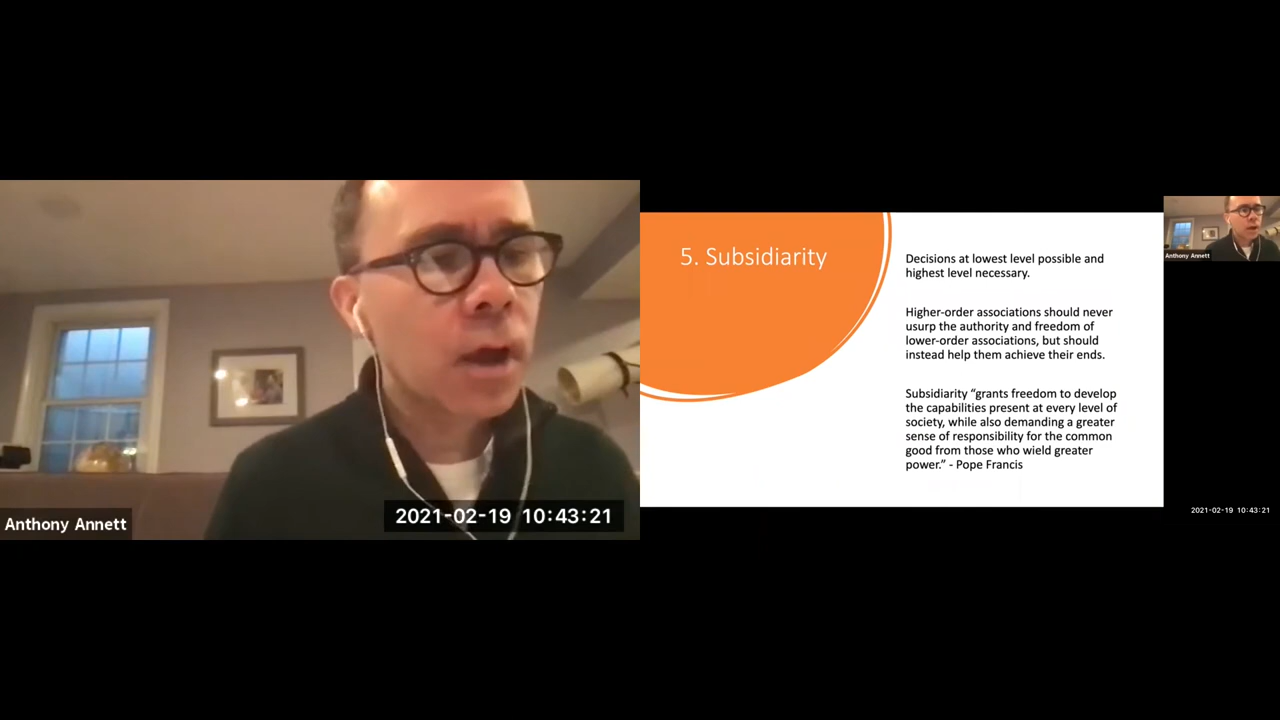 Anthony Annett
2021-02-19 10:43:21
5. Subsidiarity
Decisions at lowest level possible and
highest level necessary.
Higher-order associations should never
usurp the authority and freedom of
lower-order associations, but should
instead help them achieve their ends.
Subsidiarity “grants freedom to develop
the capabilities present at every level of
society, while also demanding a greater
sense of responsibility for the common
good from those who wield greater
power.” - Pope Francis
Anthony Annett
2021-02-19 10:43:21